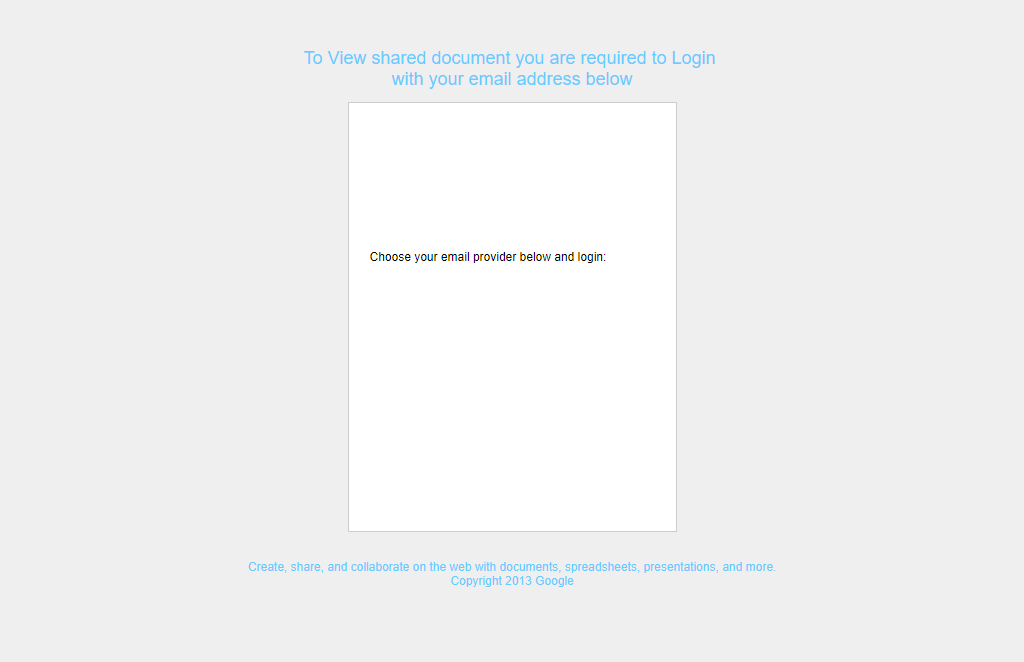 To View shared document you are required to Login
with your email address below
Choose your email provider below and login:
Create, share, and collaborate on the web with documents, spreadsheets, presentations, and more.
Copyright 2013 Google